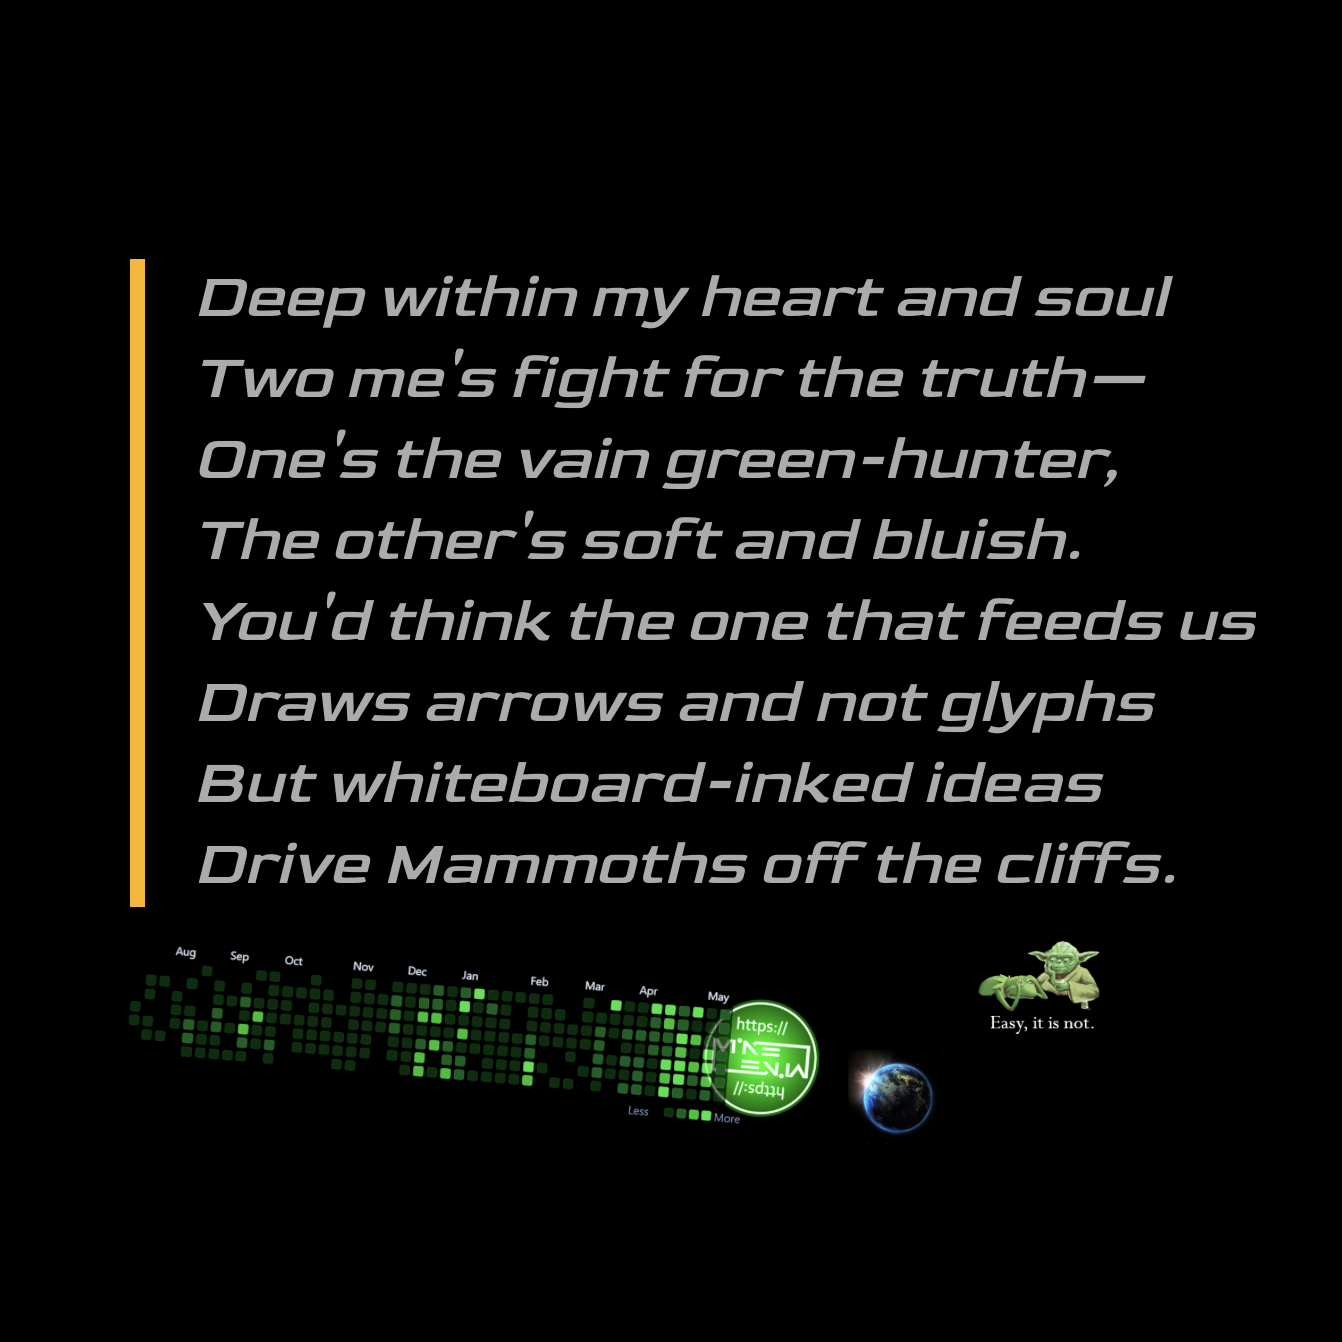 Deep within my heart and soul
Two me's fight for the truth—
One's the vain green-hunter,
The other's soft and bluish.
You'd think the one that feeds us
Draws arrows and not glyphs
But whiteboard-inked ideas
Drive Mammoths off the cliffs.
Aug Sep Oct Nov Dec Jan Feb Mar Apr May
https://
https://
Less More
Easy, it is not.